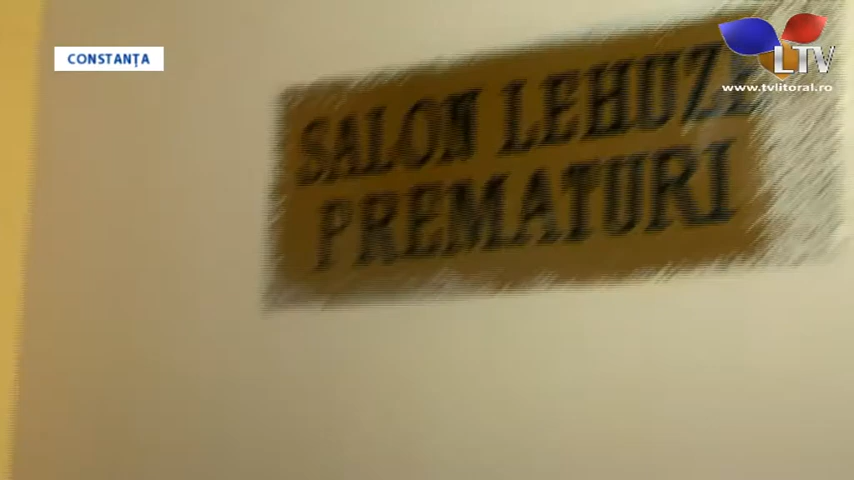 CONSTANȚA
LTV
www.tvlitoral.ro
SALON LEHUZE
PREMATURI